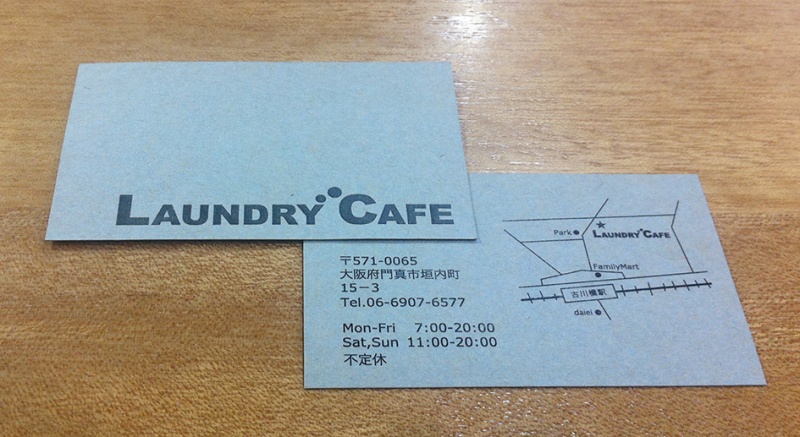 LAUNDRY CAFE
〒571-0065
大阪府門真市垣内町
15－3
Tel.06-6907-6577
Mon-Fri 7:00-20:00
Sat,Sun 11:00-20:00
不定休
Park
LAUNDRY CAFE
FamilyMart
古川橋駅
daiei